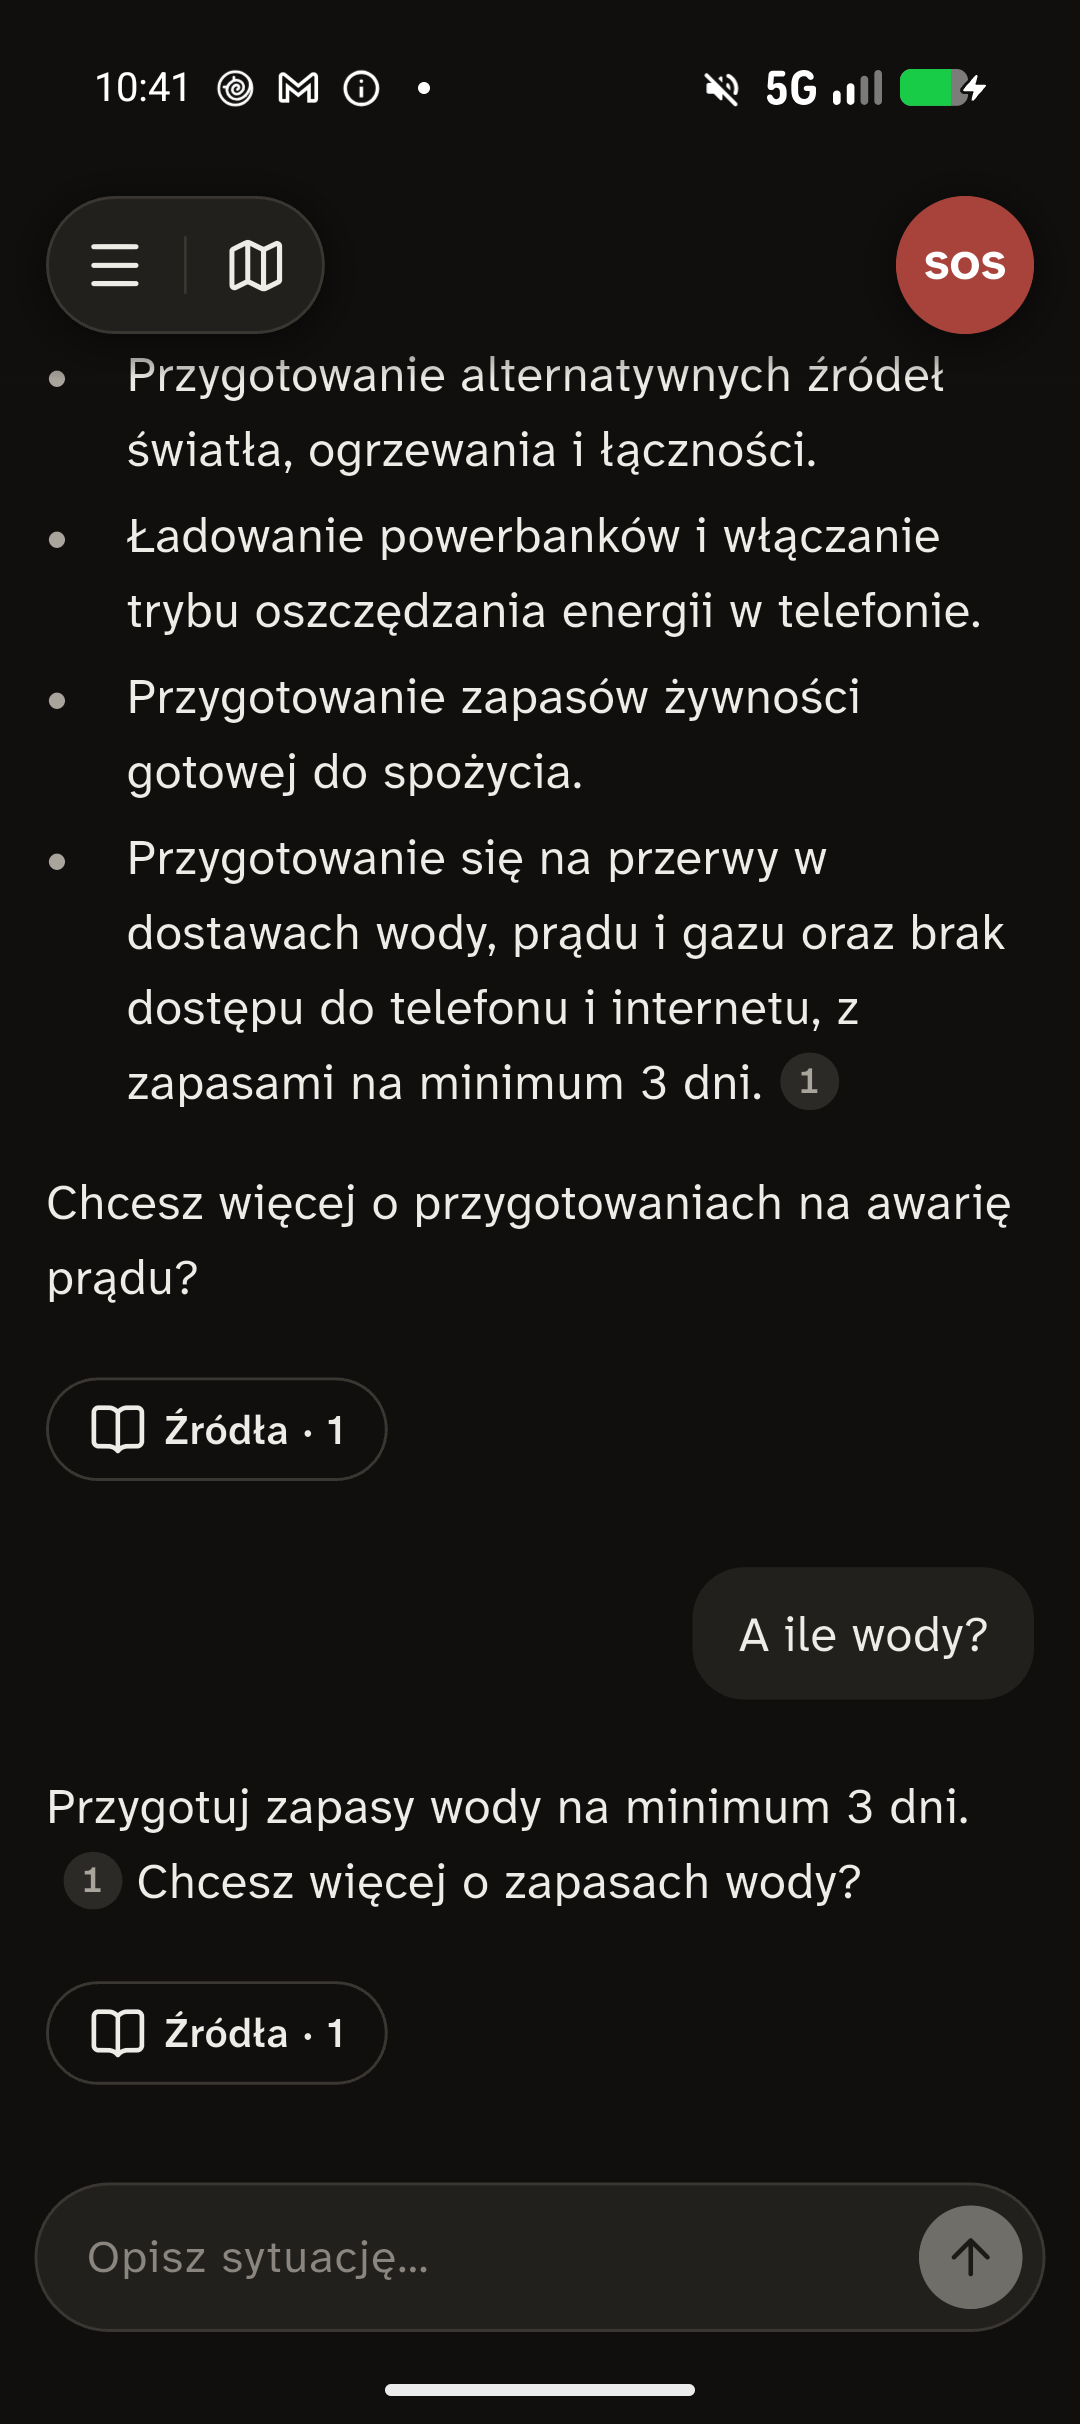 10:41
5G
SOS
Przygotowanie alternatywnych źródeł
światła, ogrzewania i łączności.
Ładowanie powerbanków i włączanie
trybu oszczędzania energii w telefonie.
Przygotowanie zapasów żywności
gotowej do spożycia.
Przygotowanie się na przerwy w
dostawach wody, prądu i gazu oraz brak
dostępu do telefonu i internetu, z
zapasami na minimum 3 dni. 1
Chcesz więcej o przygotowaniach na awarię
prądu?
Źródła · 1
A ile wody?
Przygotuj zapasy wody na minimum 3 dni.
1 Chcesz więcej o zapasach wody?
Źródła · 1
Opisz sytuację...